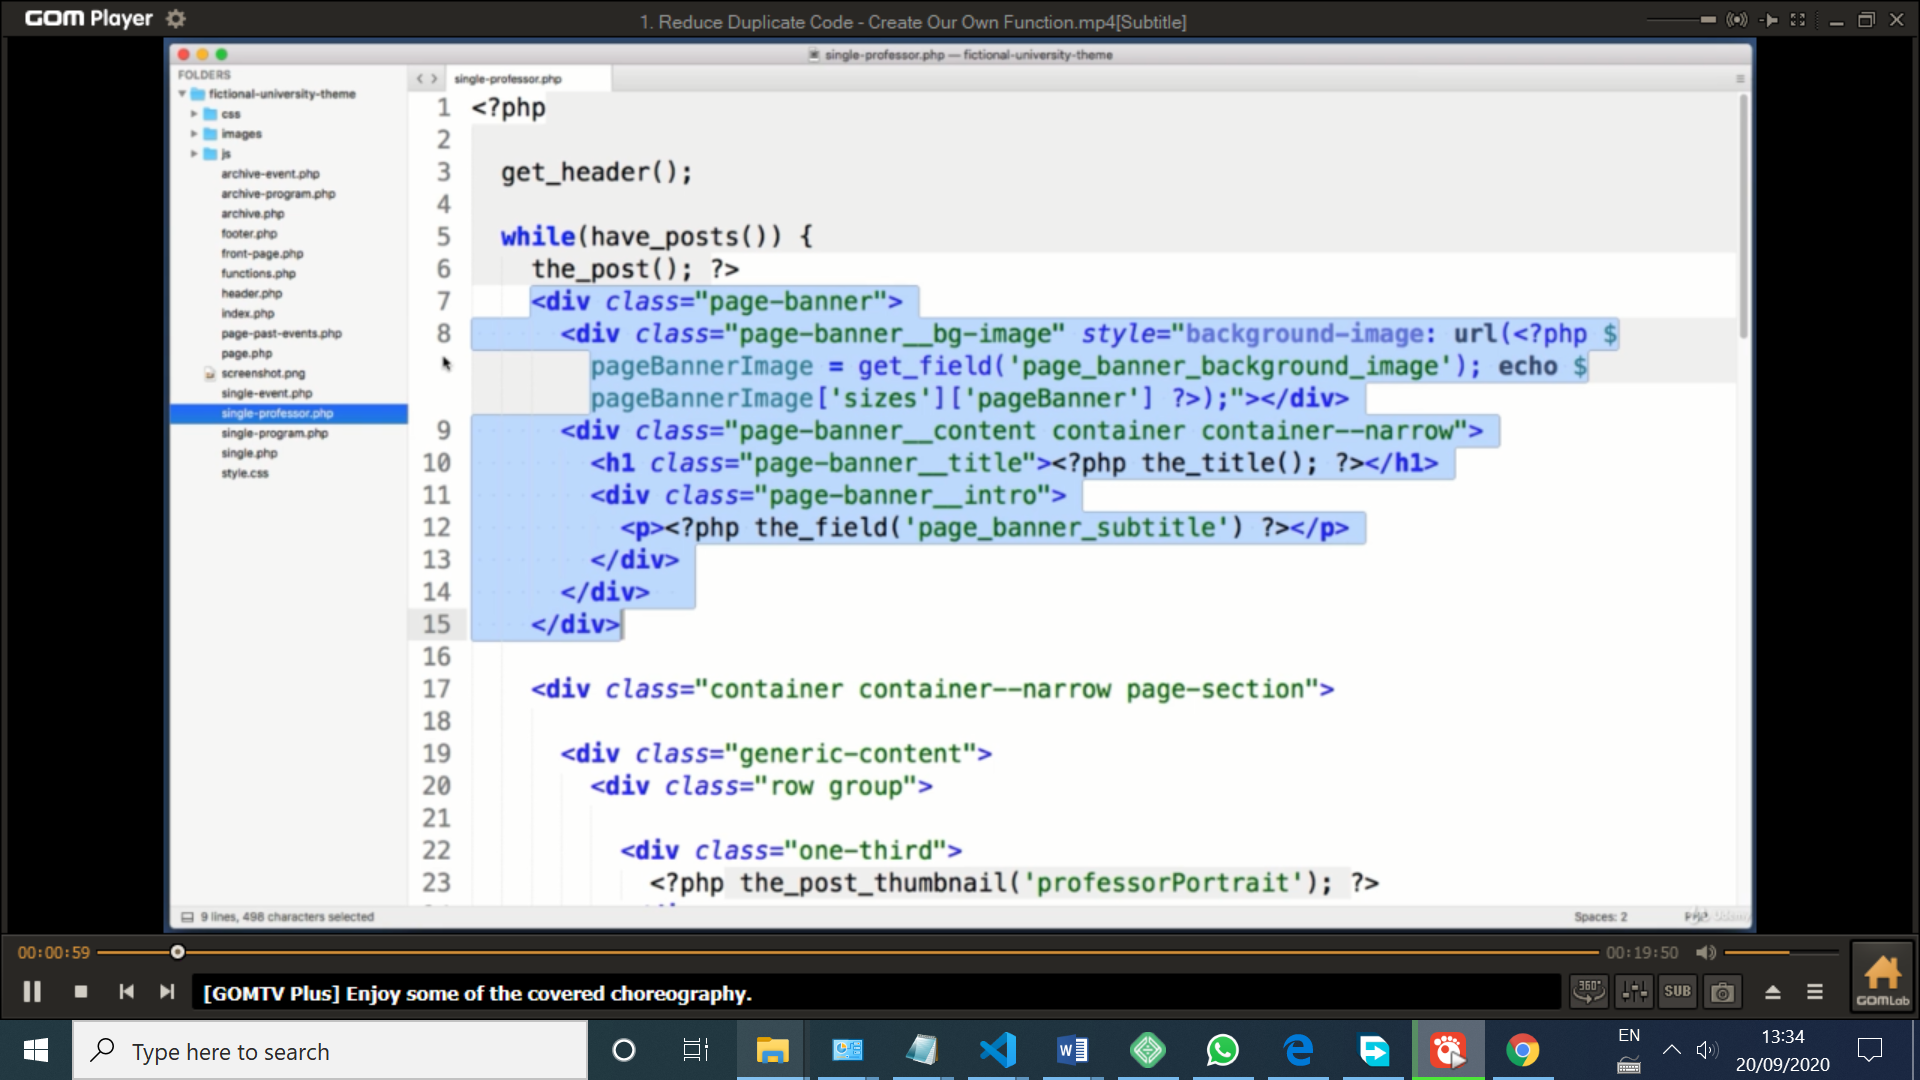 GOM Player
1. Reduce Duplicate Code - Create Our Own Function.mp4[Subtitle]
single-professor.php — fictional-university-theme
FOLDERS
fictional-university-theme
css
images
js
archive-event.php
archive-program.php
archive.php
footer.php
front-page.php
functions.php
header.php
index.php
page-past-events.php
page.php
screenshot.png
single-event.php
single-professor.php
single-program.php
single.php
style.css
single-professor.php
1 <?php
2
3 get_header();
4
5 while(have_posts()) {
6 the_post(); ?>
7 <div class="page-banner">
8 <div class="page-banner__bg-image" style="background-image: url(<?php $
pageBannerImage = get_field('page_banner_background_image'); echo $
pageBannerImage['sizes']['pageBanner'] ?>);"></div>
9 <div class="page-banner__content container container--narrow">
10 <h1 class="page-banner__title"><?php the_title(); ?></h1>
11 <div class="page-banner__intro">
12 <p><?php the_field('page_banner_subtitle') ?></p>
13 </div>
14 </div>
15 </div>
16
17 <div class="container container--narrow page-section">
18
19 <div class="generic-content">
20 <div class="row group">
21
22 <div class="one-third">
23 <?php the_post_thumbnail('professorPortrait'); ?>
9 lines, 498 characters selected
Spaces: 2
00:00:59
00:19:50
[GOMTV Plus] Enjoy some of the covered choreography.
360°
SUB
GOMLab
Type here to search
EN
13:34
20/09/2020